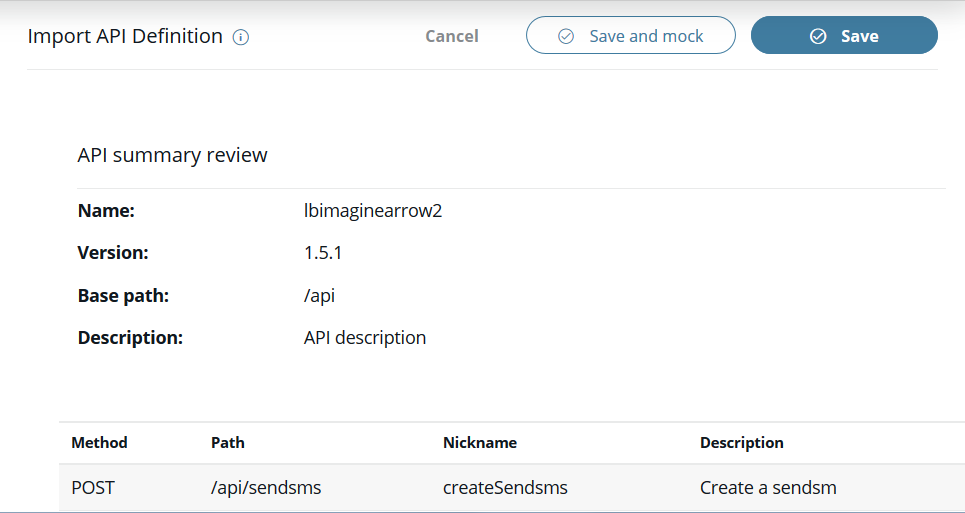 Import API Definition
Cancel
Save and mock
Save
API summary review
Name: lbimaginearrow2
Version: 1.5.1
Base path: /api
Description: API description
Method Path Nickname Description
POST /api/sendsms createSendsms Create a sendsm